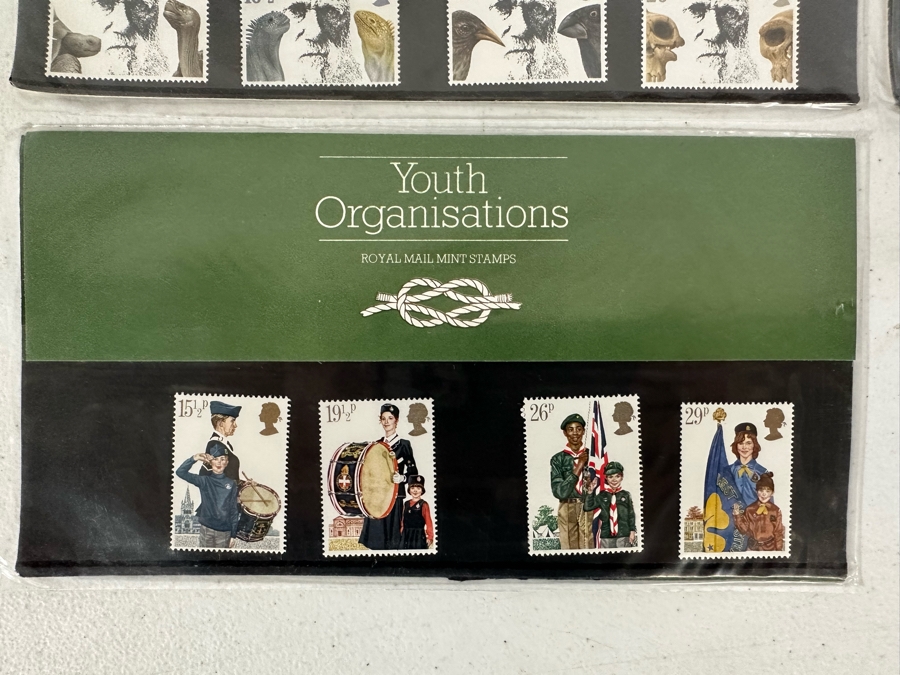 Youth
Organisations
ROYAL MAIL MINT STAMPS
15½p
19½p
26P
29P